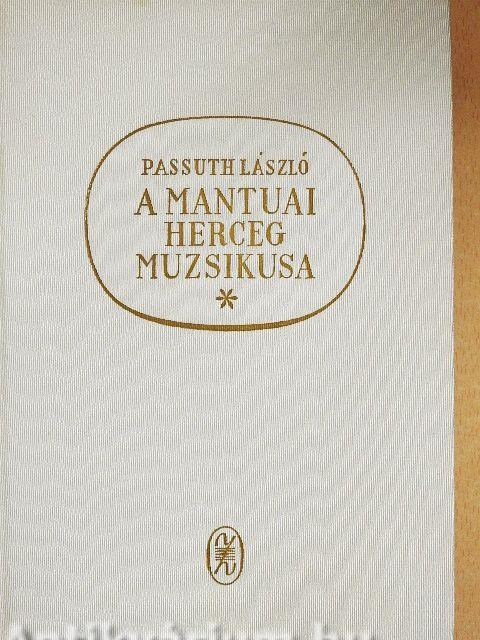 PASSUTH LÁSZLÓ
A MANTUAI
HERCEG
MUZSIKUSA
*